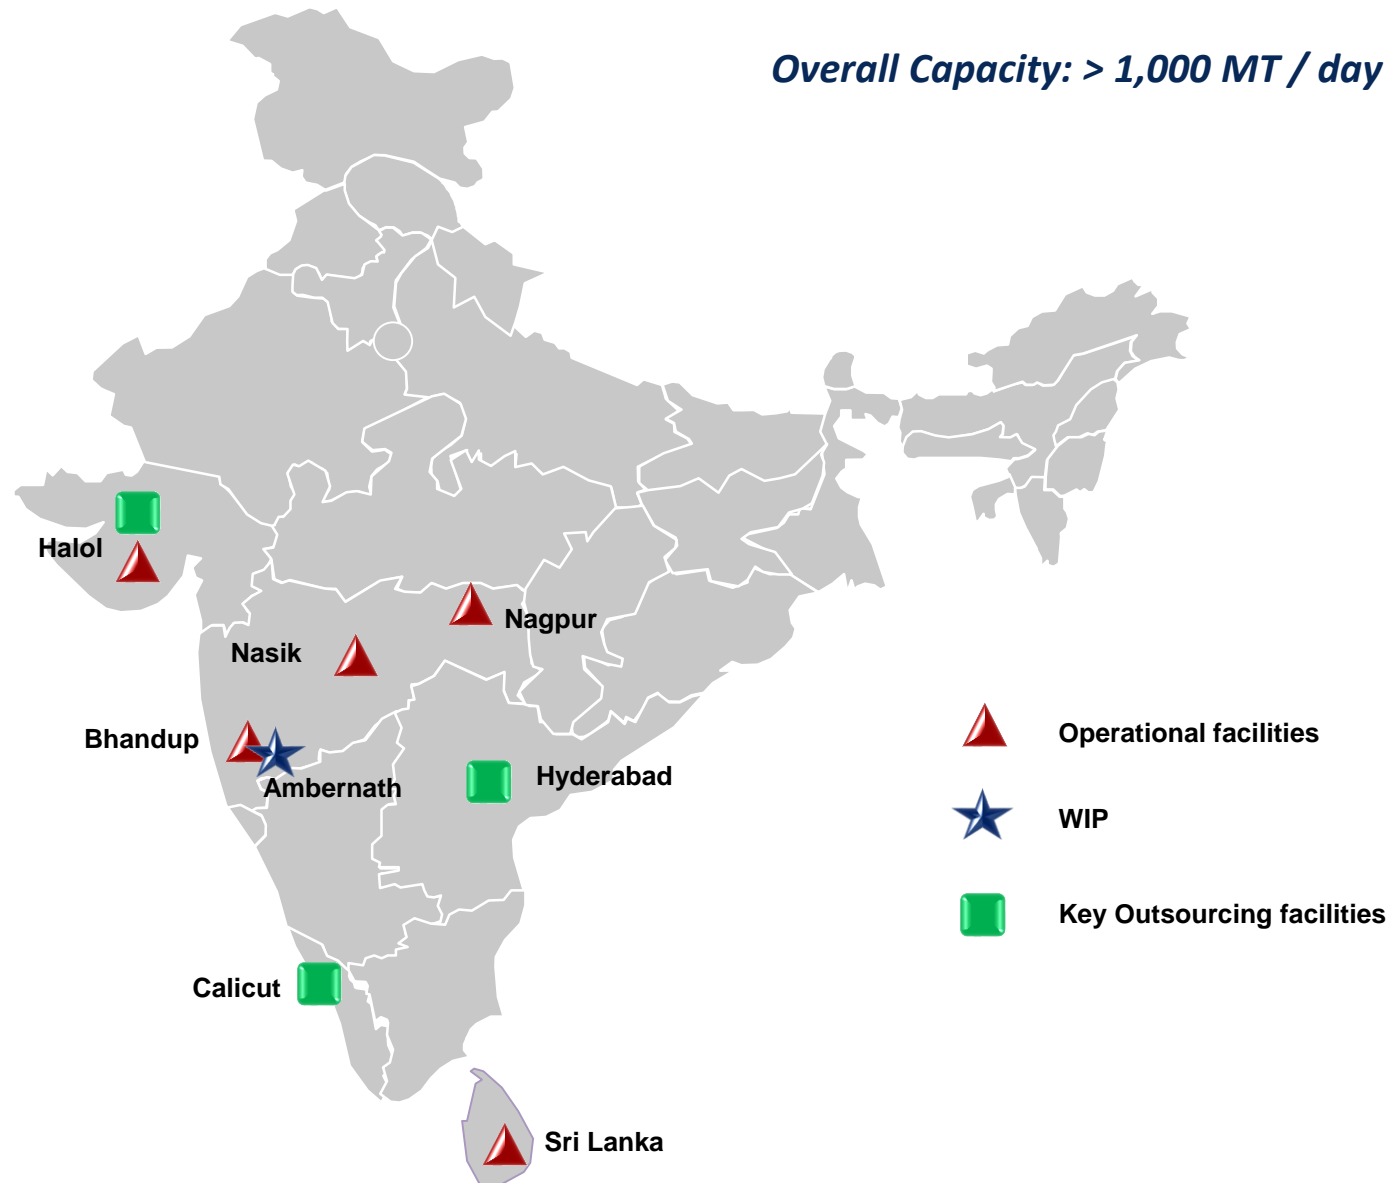 Overall Capacity: > 1,000 MT / day
Halol
Nagpur
Nasik
Bhandup
Ambernath
Hyderabad
Calicut
Sri Lanka
Operational facilities
WIP
Key Outsourcing facilities